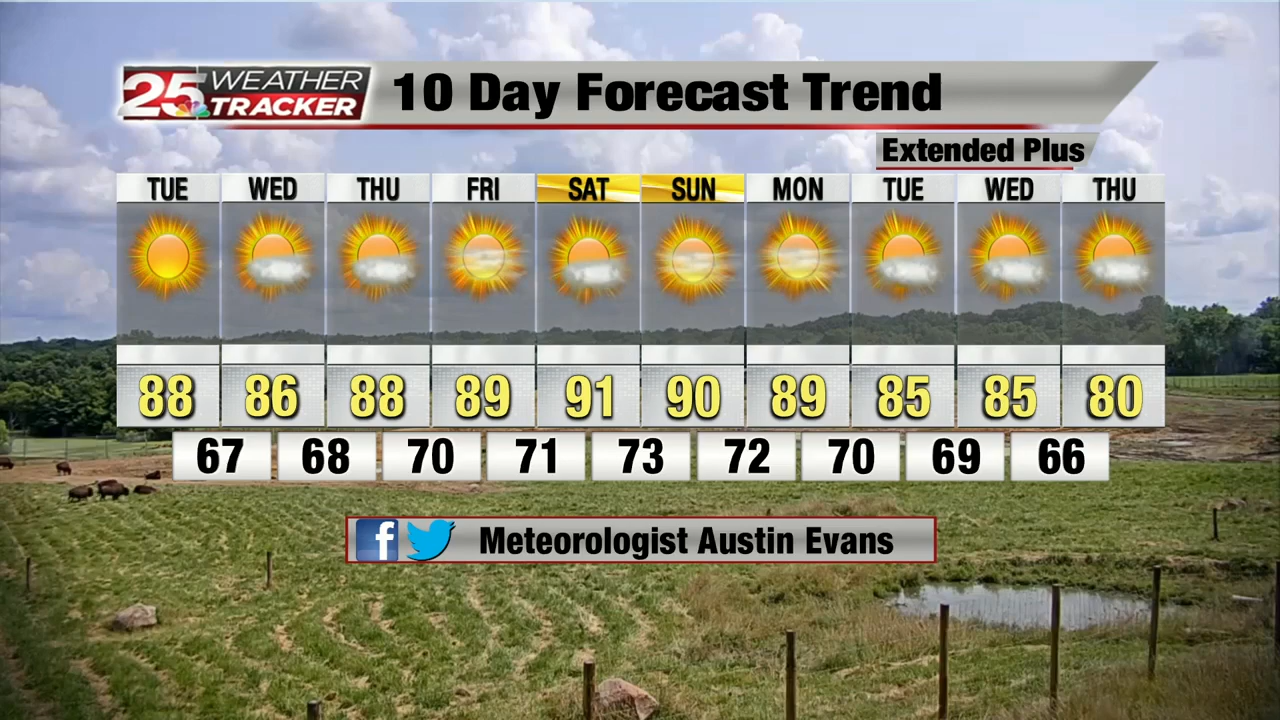 25 WEATHER
TRACKER
10 Day Forecast Trend
Extended Plus
TUE WED THU FRI SAT SUN MON TUE WED THU
88 86 88 89 91 90 89 85 85 80
67 68 70 71 73 72 70 69 66
f Meteorologist Austin Evans